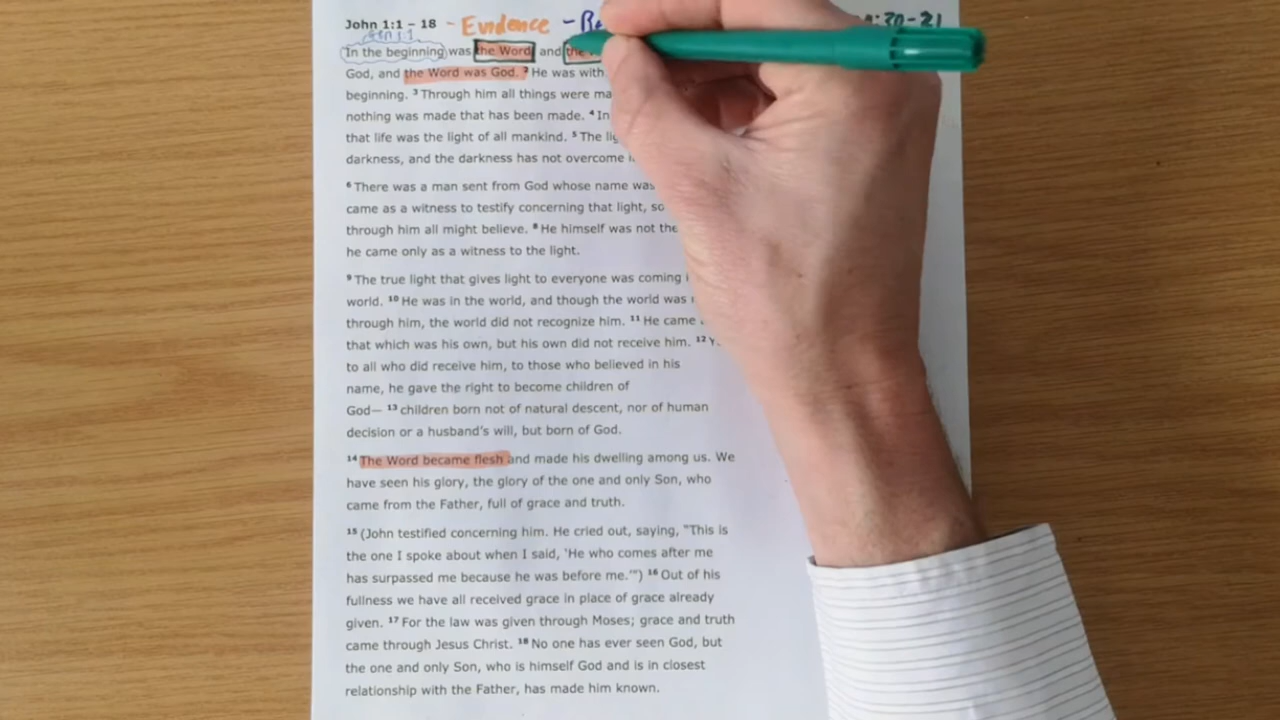 John 1:1 – 18 - Evidence - :30-21
Gen 1:1
In the beginning was the Word and the
God, and the Word was God. ² He was with
beginning. ³ Through him all things were
nothing was made that has been made. ⁴ In
that life was the light of all mankind. ⁵ The
darkness, and the darkness has not overcome
⁶ There was a man sent from God whose name was
came as a witness to testify concerning that light, so
through him all might believe. ⁸ He himself was not the
he came only as a witness to the light.
⁹ The true light that gives light to everyone was coming
world. ¹⁰ He was in the world, and though the world was
through him, the world did not recognize him. ¹¹ He came
that which was his own, but his own did not receive him. ¹²
to all who did receive him, to those who believed in his
name, he gave the right to become children of
God— ¹³ children born not of natural descent, nor of human
decision or a husband's will, but born of God.
¹⁴ The Word became flesh and made his dwelling among us. We
have seen his glory, the glory of the one and only Son, who
came from the Father, full of grace and truth.
¹⁵ (John testified concerning him. He cried out, saying, "This is
the one I spoke about when I said, 'He who comes after me
has surpassed me because he was before me.'") ¹⁶ Out of his
fullness we have all received grace in place of grace already
given. ¹⁷ For the law was given through Moses; grace and truth
came through Jesus Christ. ¹⁸ No one has ever seen God, but
the one and only Son, who is himself God and is in closest
relationship with the Father, has made him known.